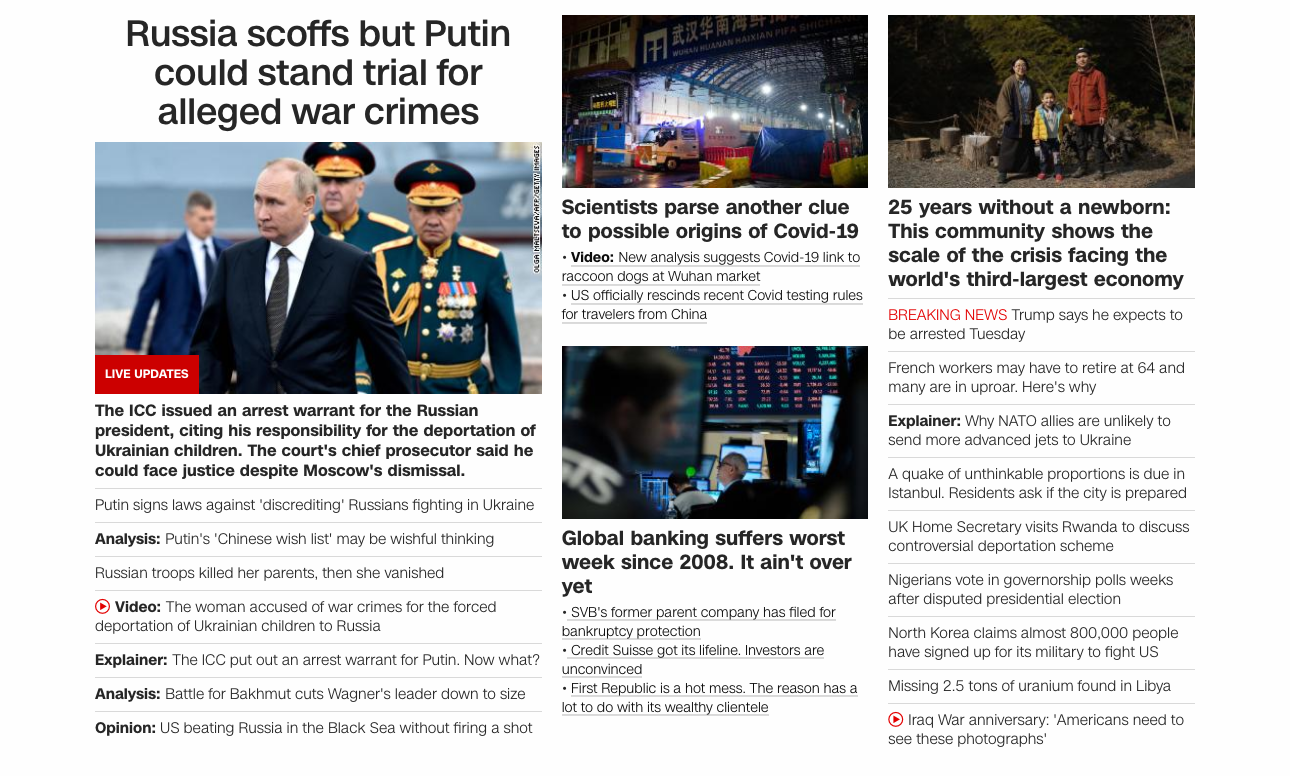 Russia scoffs but Putin
could stand trial for
alleged war crimes
OLGA MALTSEVA/AFP/GETTY IMAGES
LIVE UPDATES
The ICC issued an arrest warrant for the Russian
president, citing his responsibility for the deportation of
Ukrainian children. The court's chief prosecutor said he
could face justice despite Moscow's dismissal.
Putin signs laws against 'discrediting' Russians fighting in Ukraine
Analysis: Putin's 'Chinese wish list' may be wishful thinking
Russian troops killed her parents, then she vanished
Video: The woman accused of war crimes for the forced
deportation of Ukrainian children to Russia
Explainer: The ICC put out an arrest warrant for Putin. Now what?
Analysis: Battle for Bakhmut cuts Wagner's leader down to size
Opinion: US beating Russia in the Black Sea without firing a shot
武汉华南海鲜
WUHAN HUANAN HAIXIAN PIFA SHICHANG
Scientists parse another clue
to possible origins of Covid-19
• Video: New analysis suggests Covid-19 link to
raccoon dogs at Wuhan market
• US officially rescinds recent Covid testing rules
for travelers from China
Global banking suffers worst
week since 2008. It ain't over
yet
• SVB's former parent company has filed for
bankruptcy protection
• Credit Suisse got its lifeline. Investors are
unconvinced
• First Republic is a hot mess. The reason has a
lot to do with its wealthy clientele
25 years without a newborn:
This community shows the
scale of the crisis facing the
world's third-largest economy
BREAKING NEWS Trump says he expects to
be arrested Tuesday
French workers may have to retire at 64 and
many are in uproar. Here's why
Explainer: Why NATO allies are unlikely to
send more advanced jets to Ukraine
A quake of unthinkable proportions is due in
Istanbul. Residents ask if the city is prepared
UK Home Secretary visits Rwanda to discuss
controversial deportation scheme
Nigerians vote in governorship polls weeks
after disputed presidential election
North Korea claims almost 800,000 people
have signed up for its military to fight US
Missing 2.5 tons of uranium found in Libya
Iraq War anniversary: 'Americans need to
see these photographs'